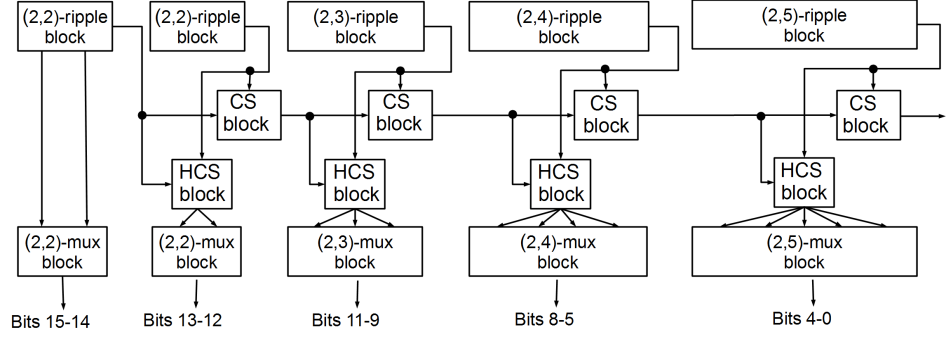 (2,2)-ripple
block
(2,2)-ripple
block
(2,3)-ripple
block
(2,4)-ripple
block
(2,5)-ripple
block
CS
block
CS
block
CS
block
CS
block
HCS
block
HCS
block
HCS
block
HCS
block
(2,2)-mux
block
(2,2)-mux
block
(2,3)-mux
block
(2,4)-mux
block
(2,5)-mux
block
Bits 15-14
Bits 13-12
Bits 11-9
Bits 8-5
Bits 4-0